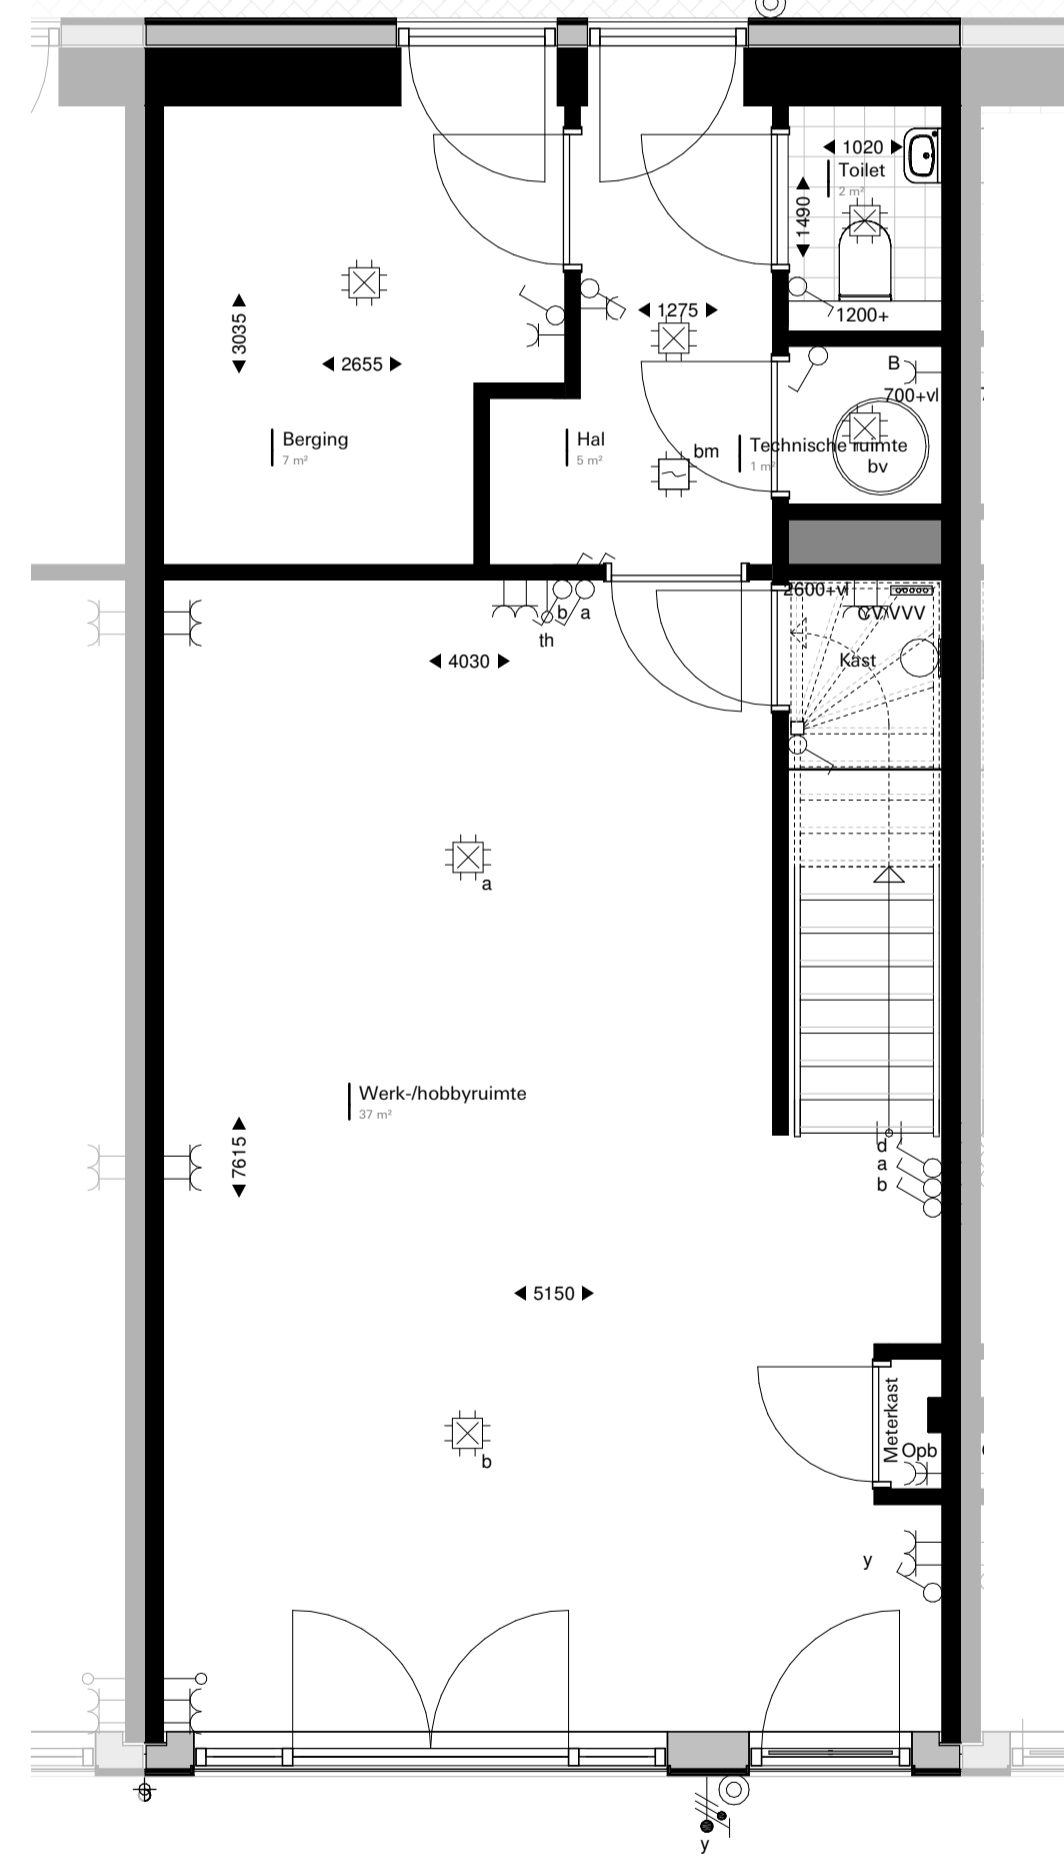 1020
Toilet
2 m²
1490
1200+
3035
2655
1275
B
700+vl
Berging
7 m²
Hal
5 m²
bm
Technische ruimte
1 m²
bv
2600+vl
CV/VVV
b
a
th
4030
Kast
a
Werk-/hobbyruimte
37 m²
7615
d
a
b
5150
Meterkast
Opb
b
y
y